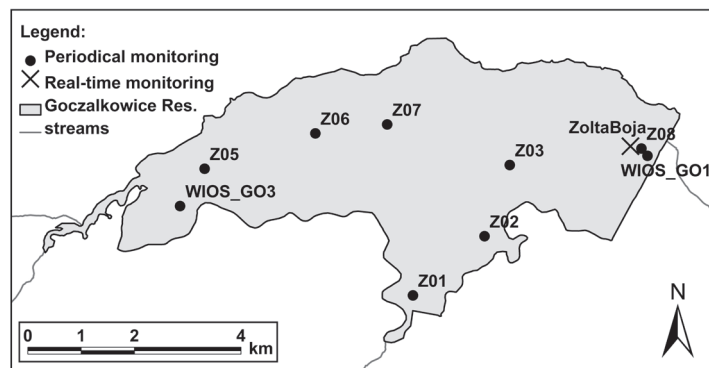 Legend:
Periodical monitoring
Real-time monitoring
Goczalkowice Res.
streams
Z07
Z06
ZoltaBoja
Z08
Z03
WIOS_GO1
Z05
WIOS_GO3
Z02
Z01
N
0 1 2 4
km